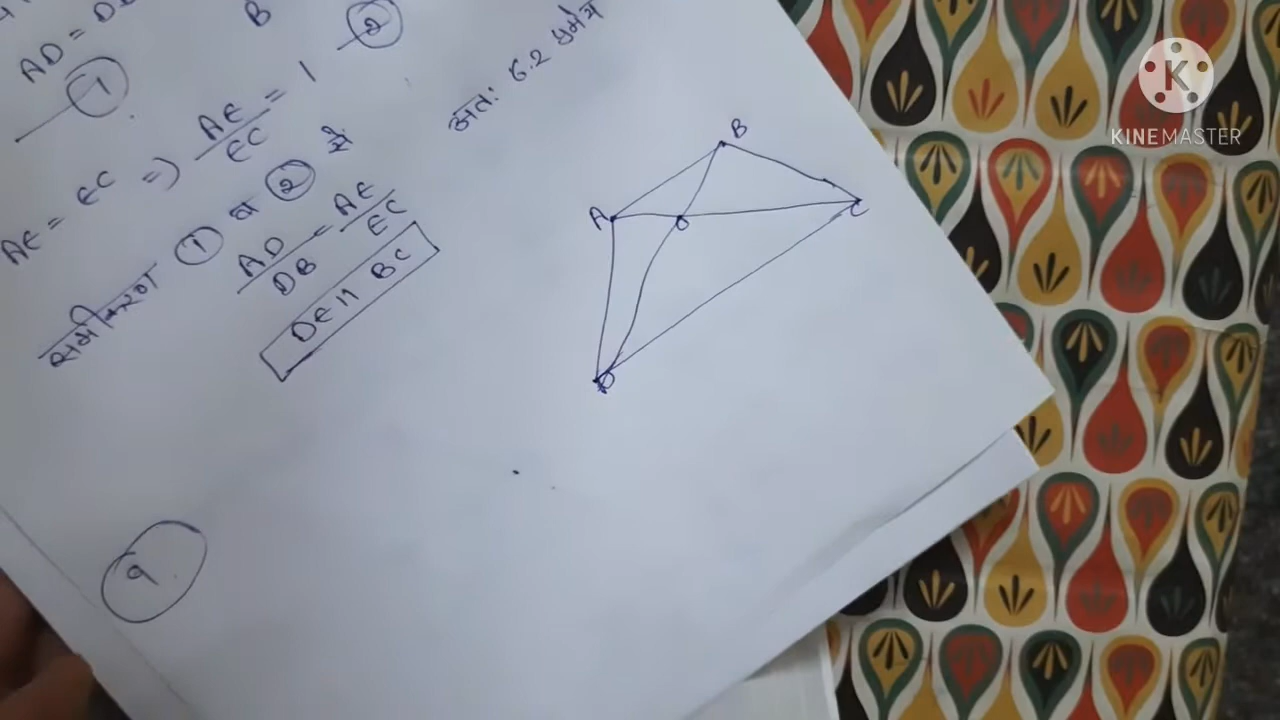 AD = D
①
B
②
AE = EC => AE/EC = 1
समीकरण ① व ② से
AD/DB = AE/EC
DE || BC
अतः 6.2 प्रमेय
B
A
O
C
D
9
KINEMASTER